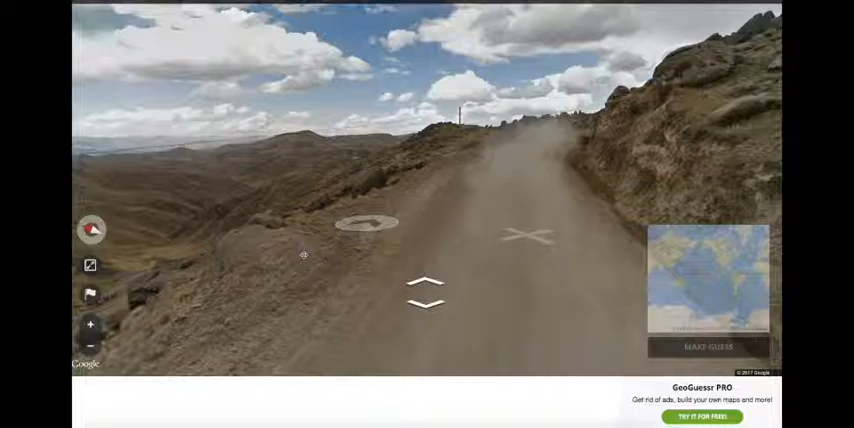 Google
MAKE GUESS
© 2017 Google
GeoGuessr PRO
Get rid of ads, build your own maps and more!
TRY IT FOR FREE!